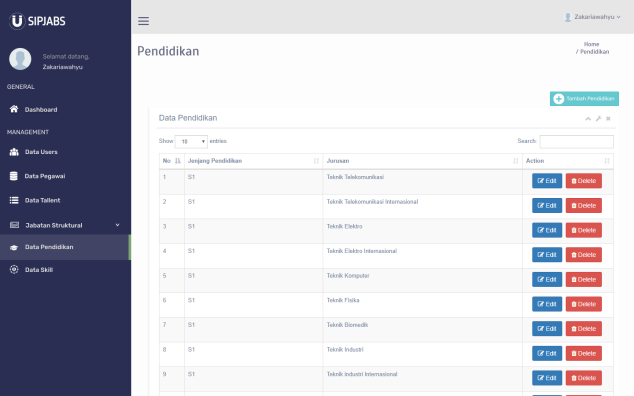 SIPJABS
Zakariawahyu
Selamat datang.
Zakariawahyu
GENERAL
Dashboard
MANAGEMENT
Data Users
Data Pegawai
Data Tallent
Jabatan Struktural
Data Pendidikan
Data Skill
Pendidikan
Home
/ Pendidikan
Tambah Pendidikan
Data Pendidikan
Show 10 entries
Search:
No Jenjang Pendidikan Jurusan Action
1 S1 Teknik Telekomunikasi Edit Delete
2 S1 Teknik Telekomunikasi Internasional Edit Delete
3 S1 Teknik Elektro Edit Delete
4 S1 Teknik Elektro Internasional Edit Delete
5 S1 Teknik Komputer Edit Delete
6 S1 Teknik Fisika Edit Delete
7 S1 Teknik Biomedik Edit Delete
8 S1 Teknik Industri Edit Delete
9 S1 Teknik industri Internasional Edit Delete